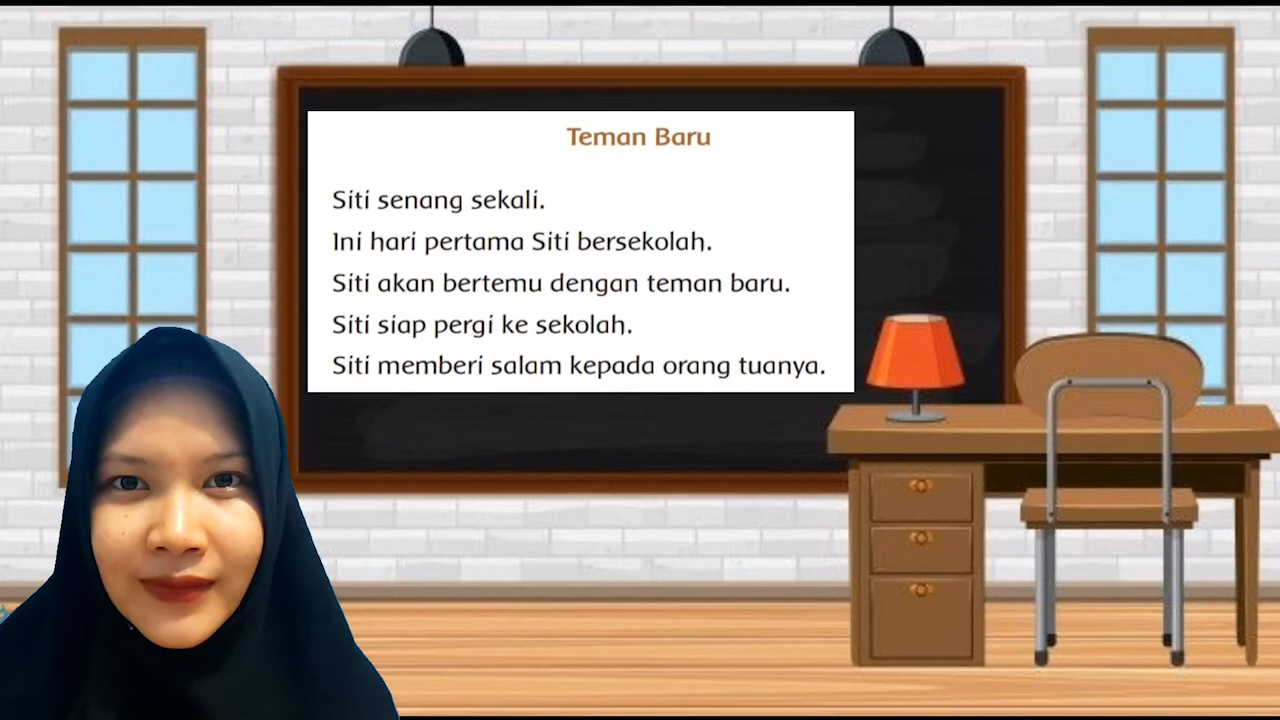 Teman Baru
Siti senang sekali.
Ini hari pertama Siti bersekolah.
Siti akan bertemu dengan teman baru.
Siti siap pergi ke sekolah.
Siti memberi salam kepada orang tuanya.